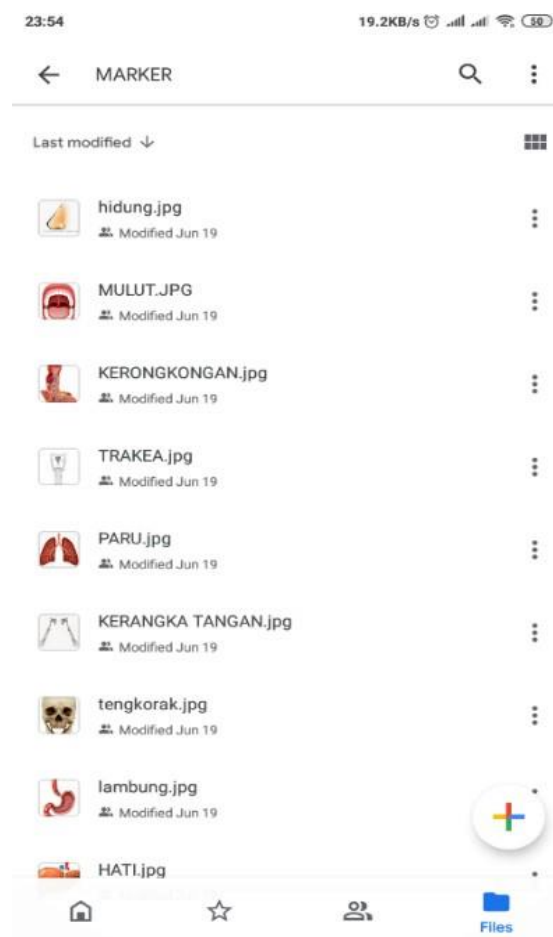 23:54
19.2KB/s 50
MARKER
Last modified
hidung.jpg
Modified Jun 19
MULUT.JPG
Modified Jun 19
KERONGKONGAN.jpg
Modified Jun 19
TRAKEA.jpg
Modified Jun 19
PARU.jpg
Modified Jun 19
KERANGKA TANGAN.jpg
Modified Jun 19
tengkorak.jpg
Modified Jun 19
lambung.jpg
Modified Jun 19
HATI.jpg
Files